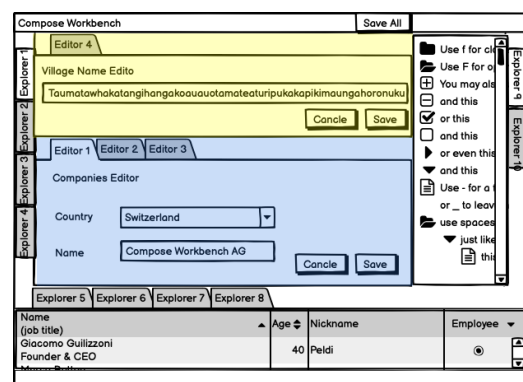 Compose Workbench
Save All
Editor 4
Village Name Edito
Taumatawhakatangihangakoauauotamateaturipukakapikimaungahoronuku
Cancle
Save
Editor 1
Editor 2
Editor 3
Companies Editor
Country
Switzerland
Name
Compose Workbench AG
Cancle
Save
Explorer 1
Explorer 2
Explorer 3
Explorer 4
Use f for clo
Use F for op
You may als
and this
or this
and this
or even this
and this
Use - for a f
or _ to leav
use spaces
just like
this
Explorer 9
Explorer 10
Explorer 5
Explorer 6
Explorer 7
Explorer 8
Name
(job title)
Age
Nickname
Employee
Giacomo Guilizzoni
Founder & CEO
40
Peldi